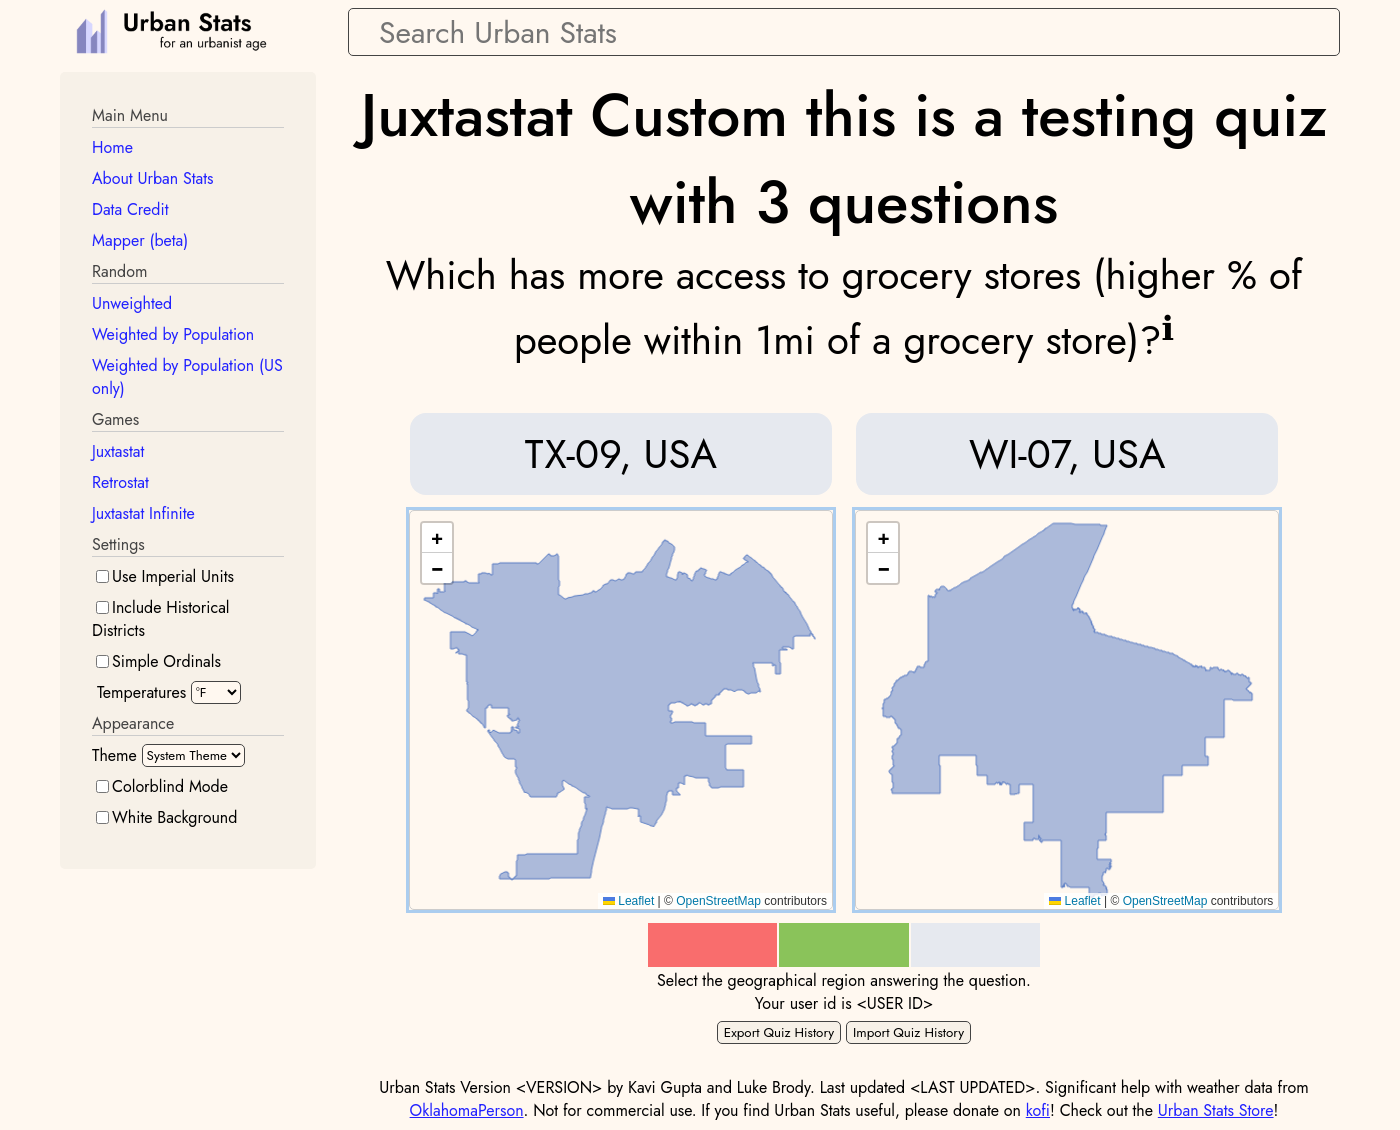 Urban Stats
for an urbanist age
Search Urban Stats
Main Menu
Home
About Urban Stats
Data Credit
Mapper (beta)
Random
Unweighted
Weighted by Population
Weighted by Population (US
only)
Games
Juxtastat
Retrostat
Juxtastat Infinite
Settings
Use Imperial Units
Include Historical
Districts
Simple Ordinals
Temperatures °F
Appearance
Theme System Theme
Colorblind Mode
White Background
Juxtastat Custom this is a testing quiz
with 3 questions
Which has more access to grocery stores (higher % of
people within 1mi of a grocery store)?i
TX-09, USA
WI-07, USA
+
−
Leaflet | © OpenStreetMap contributors
+
−
Leaflet | © OpenStreetMap contributors
Select the geographical region answering the question.
Your user id is <USER ID>
Export Quiz History Import Quiz History
Urban Stats Version <VERSION> by Kavi Gupta and Luke Brody. Last updated <LAST UPDATED>. Significant help with weather data from
OklahomaPerson. Not for commercial use. If you find Urban Stats useful, please donate on kofi! Check out the Urban Stats Store!